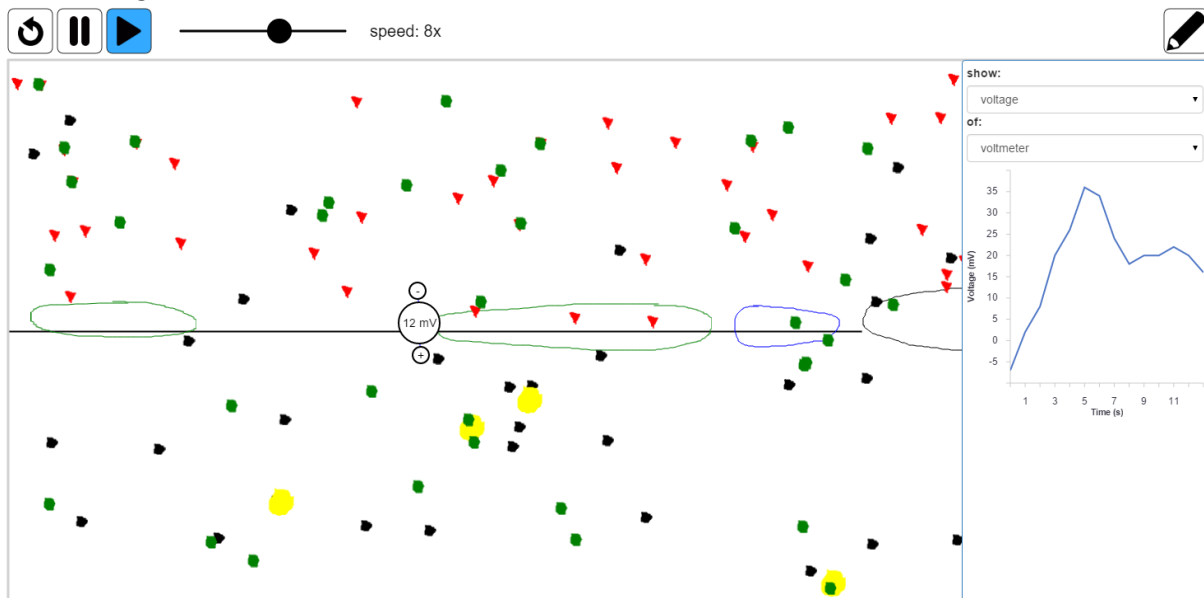 speed: 8x
show:
voltage
of:
voltmeter
-
12 mV
+
Voltage (mV)
35
30
25
20
15
10
5
0
-5
1 3 5 7 9 11
Time (s)